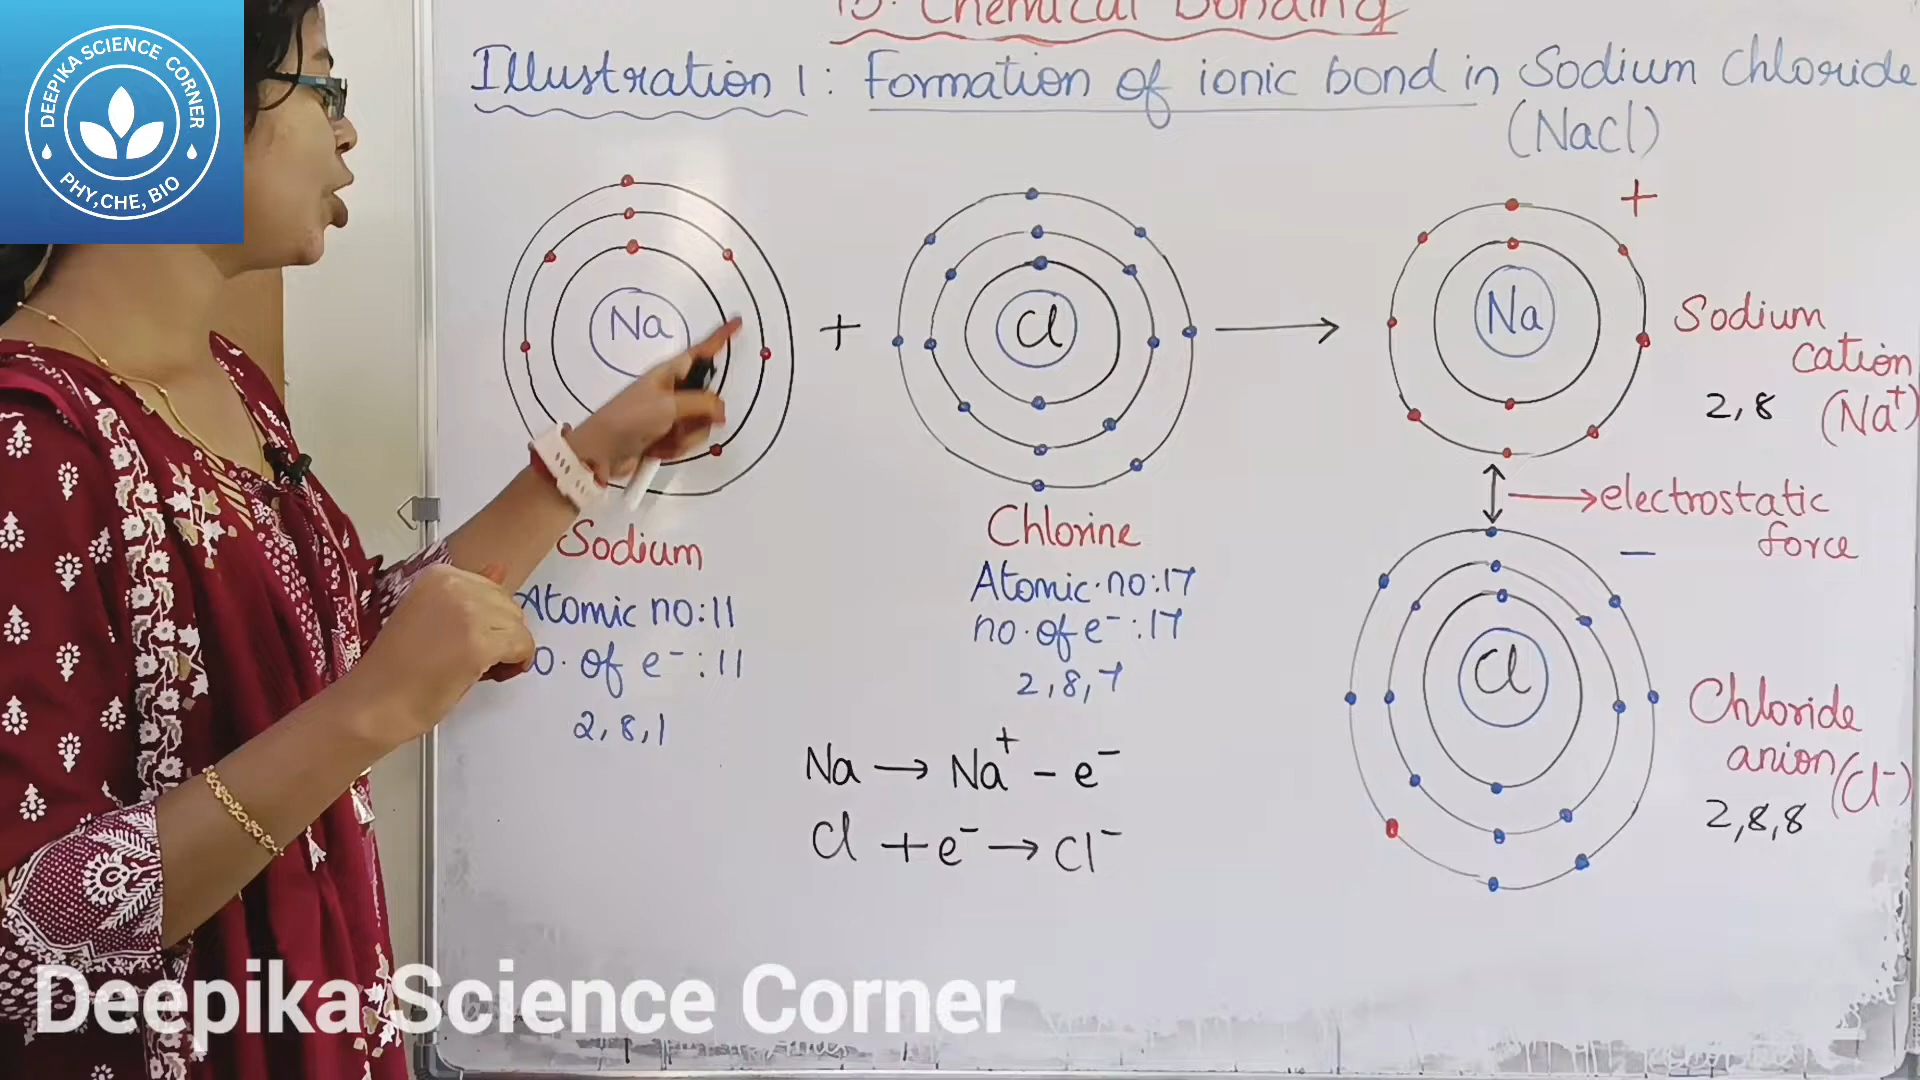 DEEPIKA SCIENCE CORNER
PHY,CHE, BIO
13. Chemical Bonding
Illustration 1: Formation of ionic bond in Sodium chloride
(NaCl)
+
Na
+
Cl
Na
Sodium
cation
2,8 (Na+)
electrostatic
force
−
Sodium
Atomic no:11
no. of e⁻:11
2,8,1
Chlorine
Atomic.no:17
no.of e⁻:17
2,8,7
Na → Na⁺ – e⁻
Cl + e⁻ → Cl⁻
Cl
Chloride
anion (Cl⁻)
2,8,8
Deepika Science Corner